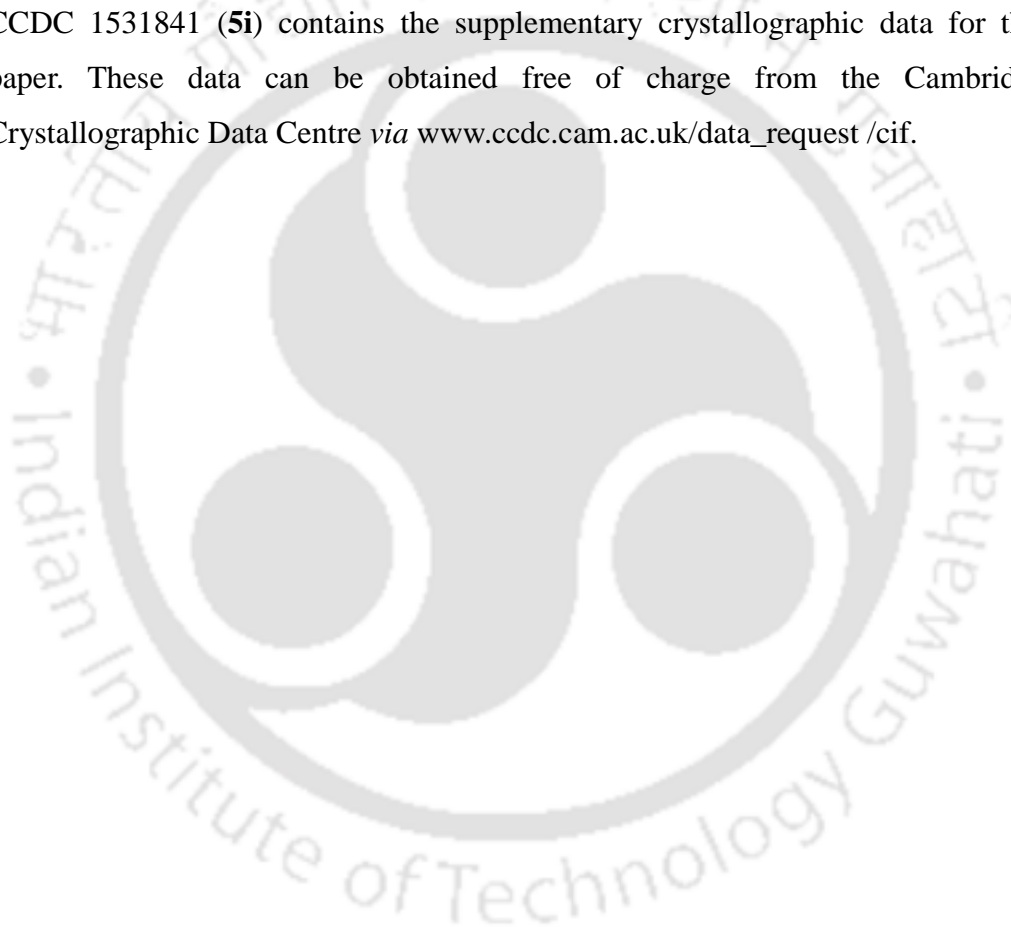 CCDC 1531841 (5i) contains the supplementary crystallographic data for th
paper. These data can be obtained free of charge from the Cambrid
Crystallographic Data Centre via www.ccdc.cam.ac.uk/data_request /cif.
Indian Institute of Technology Guwahati